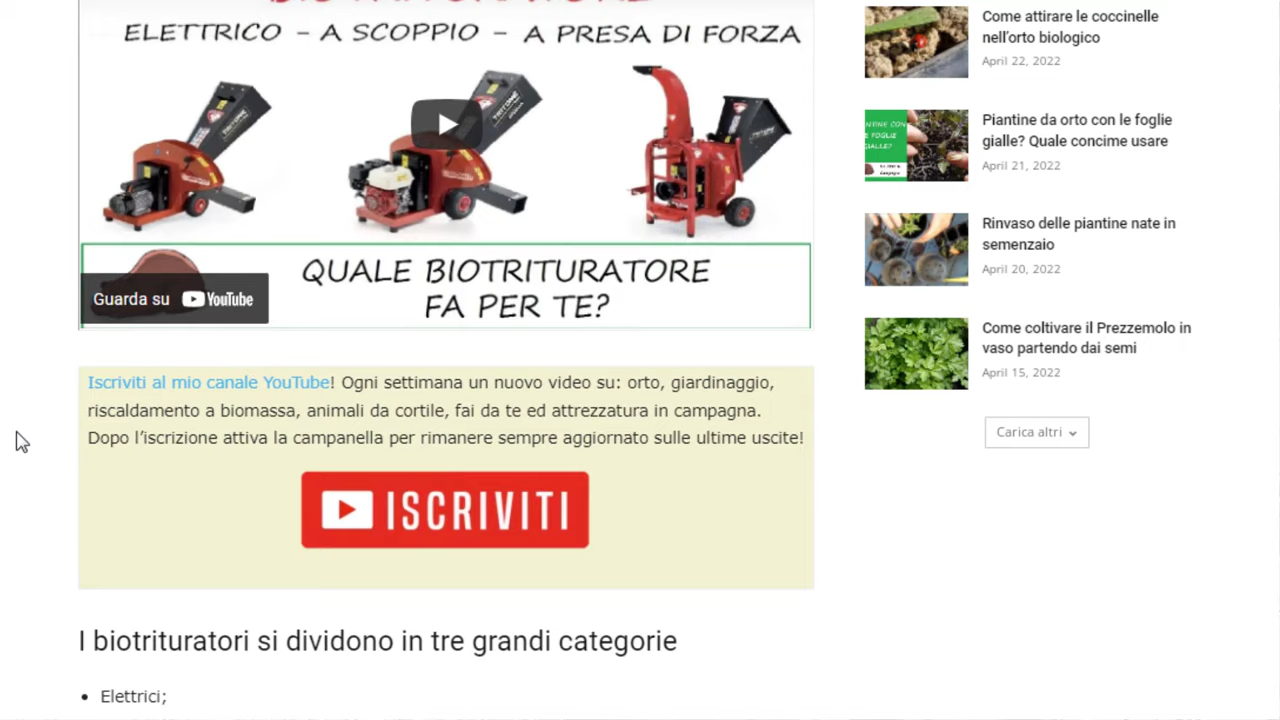 ELETTRICO - A SCOPPIO - A PRESA DI FORZA
QUALE BIOTRITURATORE
FA PER TE?
Guarda su YouTube
Iscriviti al mio canale YouTube! Ogni settimana un nuovo video su: orto, giardinaggio,
riscaldamento a biomassa, animali da cortile, fai da te ed attrezzatura in campagna.
Dopo l’iscrizione attiva la campanella per rimanere sempre aggiornato sulle ultime uscite!
ISCRIVITI
I biotrituratori si dividono in tre grandi categorie
• Elettrici;
Come attirare le coccinelle
nell’orto biologico
April 22, 2022
Piantine da orto con le foglie
gialle? Quale concime usare
April 21, 2022
Rinvaso delle piantine nate in
semenzaio
April 20, 2022
Come coltivare il Prezzemolo in
vaso partendo dai semi
April 15, 2022
Carica altri